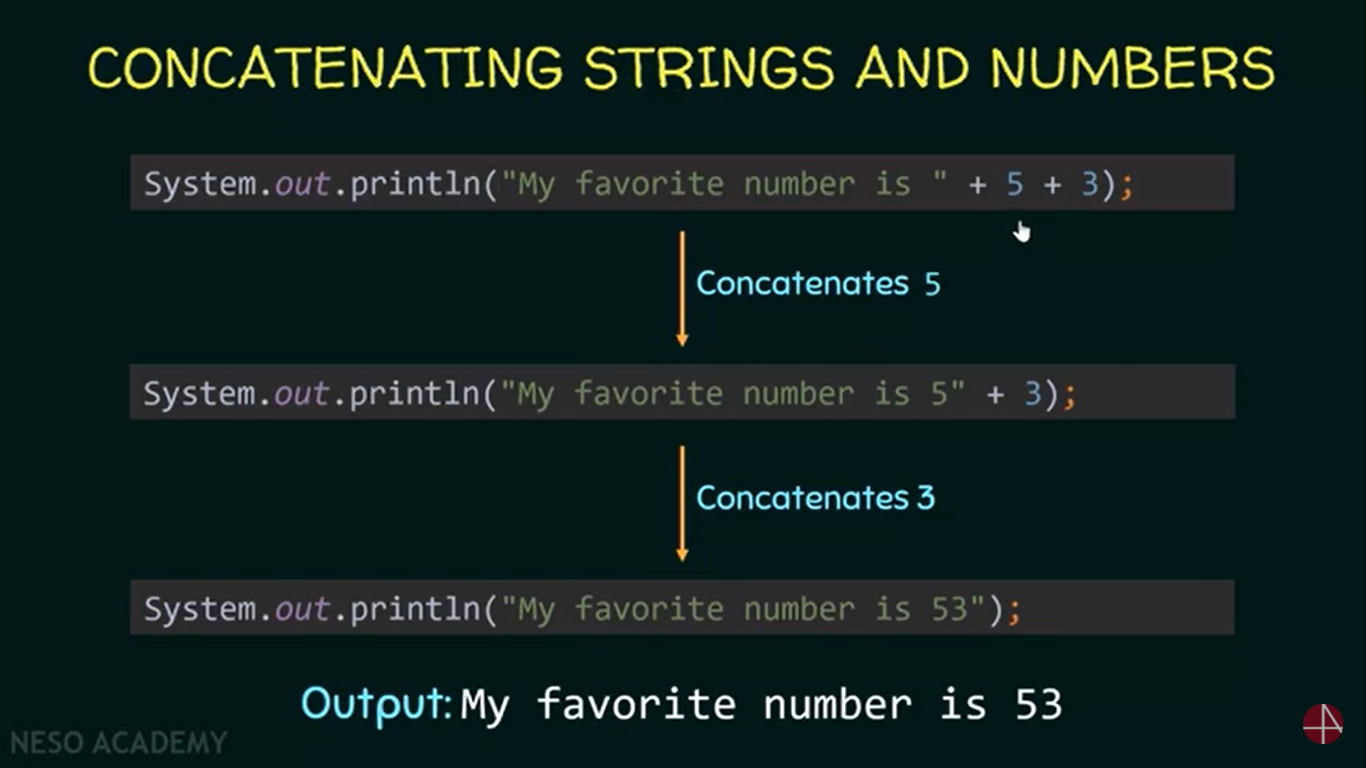 CONCATENATING STRINGS AND NUMBERS
System.out.println("My favorite number is " + 5 + 3);
Concatenates 5
System.out.println("My favorite number is 5" + 3);
Concatenates 3
System.out.println("My favorite number is 53");
Output: My favorite number is 53
NESO ACADEMY